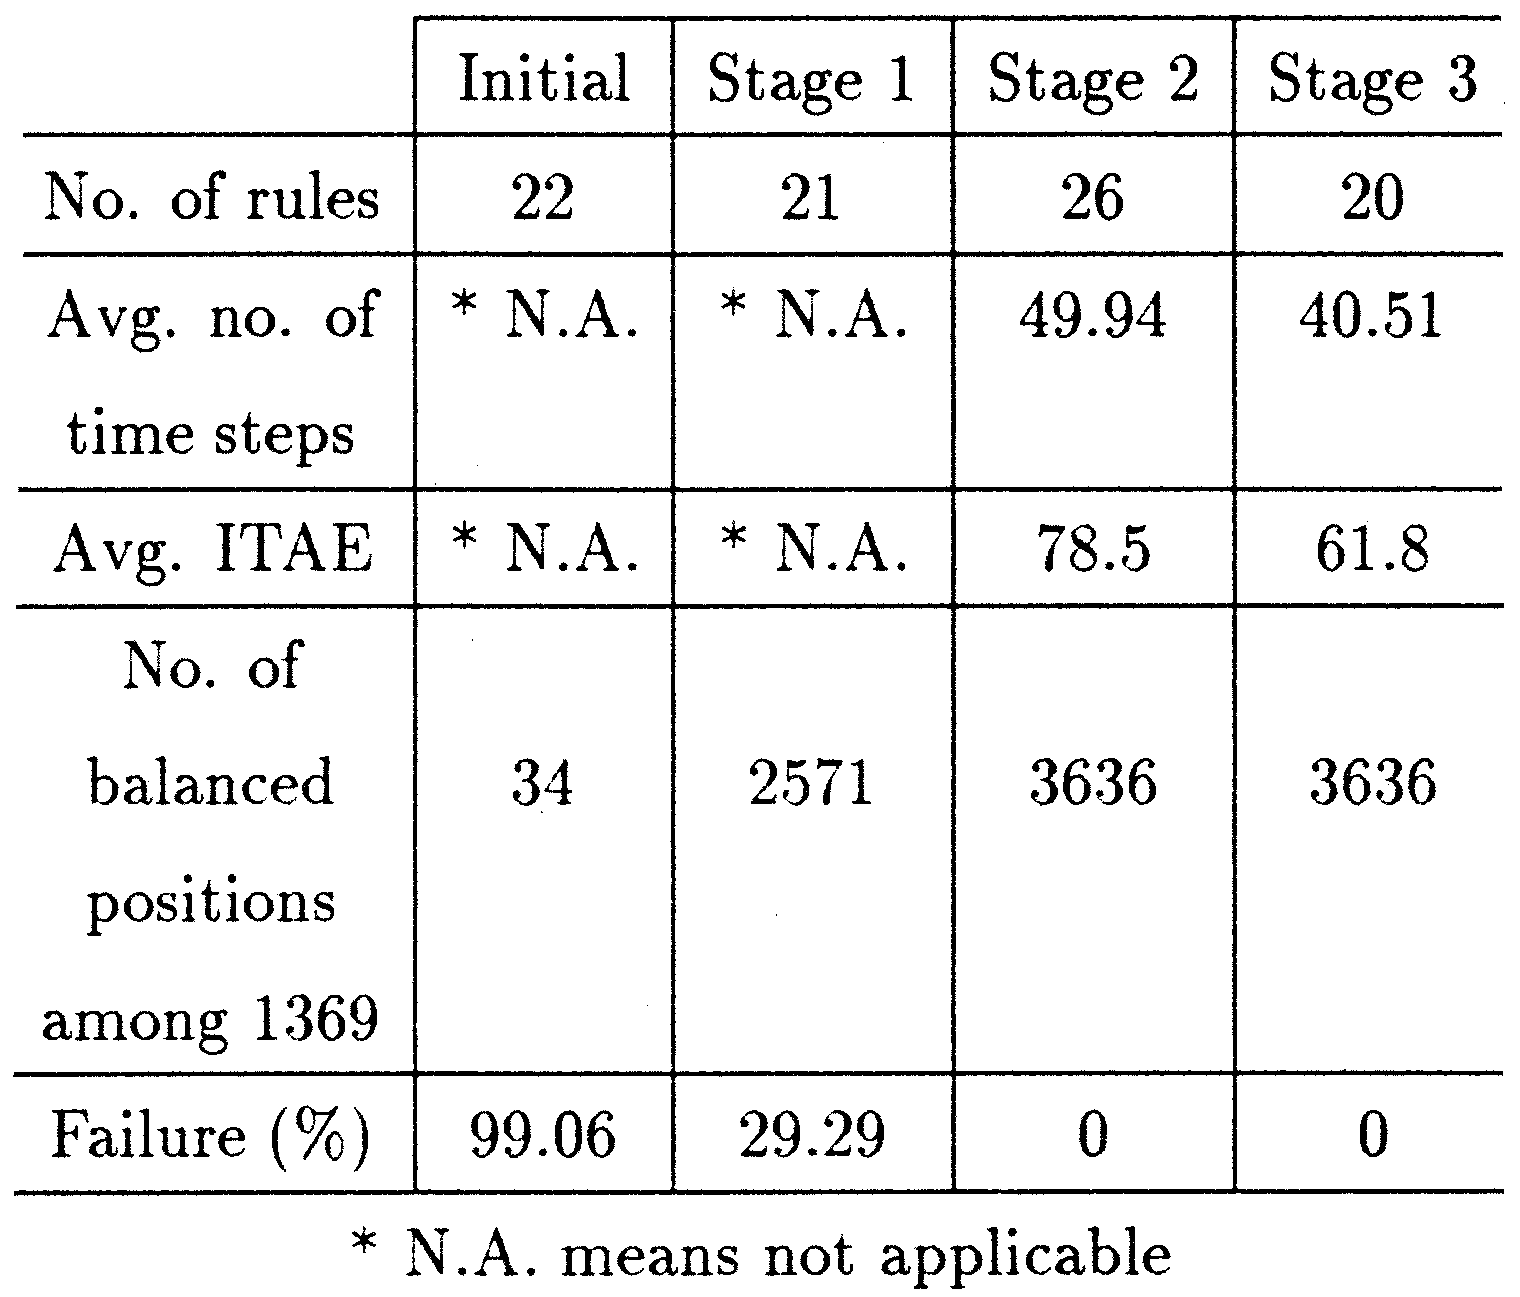 Initial Stage 1 Stage 2 Stage 3
No. of rules 22 21 26 20
Avg. no. of * N.A. * N.A. 49.94 40.51
time steps
Avg. ITAE * N.A. * N.A. 78.5 61.8
No. of
balanced 34 2571 3636 3636
positions
among 1369
Failure (%) 99.06 29.29 0 0
* N.A. means not applicable